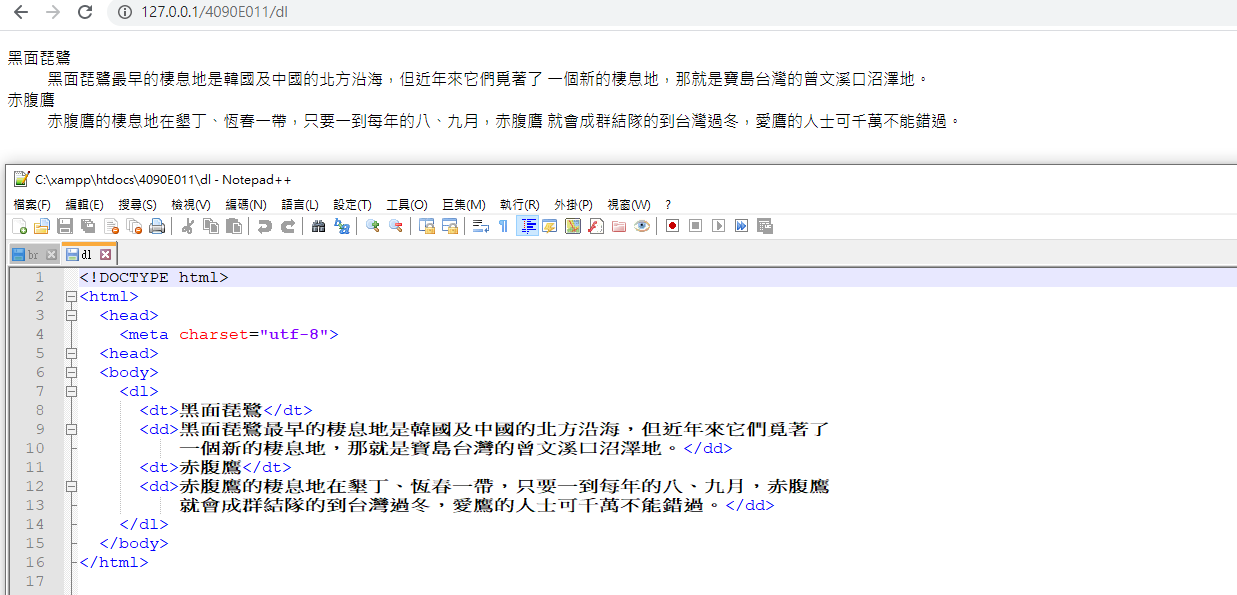 127.0.0.1/4090E011/dl
黑面琵鷺
黑面琵鷺最早的棲息地是韓國及中國的北方沿海，但近年來它們覓著了 一個新的棲息地，那就是寶島台灣的曾文溪口沼澤地。
赤腹鷹
赤腹鷹的棲息地在墾丁、恆春一帶，只要一到每年的八、九月，赤腹鷹 就會成群結隊的到台灣過冬，愛鷹的人士可千萬不能錯過。
C:\xampp\htdocs\4090E011\dl - Notepad++
檔案(F) 編輯(E) 搜尋(S) 檢視(V) 編碼(N) 語言(L) 設定(T) 工具(O) 巨集(M) 執行(R) 外掛(P) 視窗(W) ?
br dl
1 <!DOCTYPE html>
2 <html>
3 <head>
4 <meta charset="utf-8">
5 <head>
6 <body>
7 <dl>
8 <dt>黑面琵鷺</dt>
9 <dd>黑面琵鷺最早的棲息地是韓國及中國的北方沿海，但近年來它們覓著了
10 一個新的棲息地，那就是寶島台灣的曾文溪口沼澤地。</dd>
11 <dt>赤腹鷹</dt>
12 <dd>赤腹鷹的棲息地在墾丁、恆春一帶，只要一到每年的八、九月，赤腹鷹
13 就會成群結隊的到台灣過冬，愛鷹的人士可千萬不能錯過。</dd>
14 </dl>
15 </body>
16 </html>
17